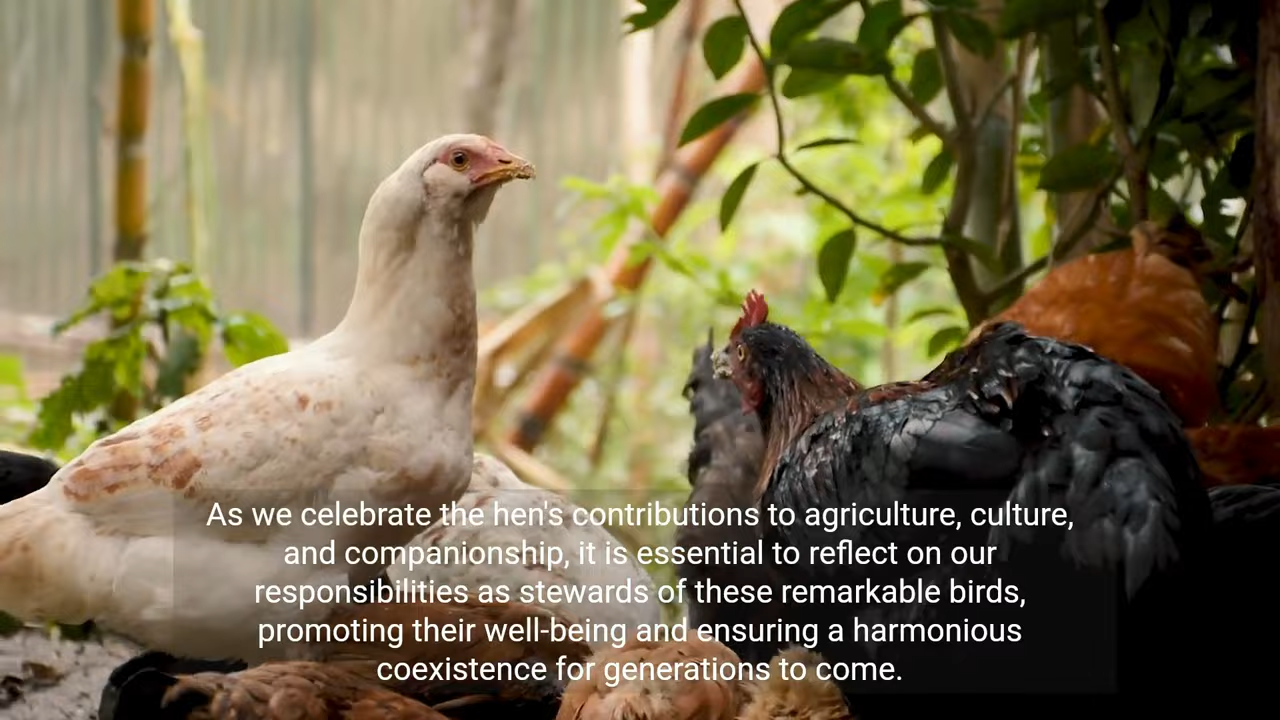 As we celebrate the hen's contributions to agriculture, culture,
and companionship, it is essential to reflect on our
responsibilities as stewards of these remarkable birds,
promoting their well-being and ensuring a harmonious
coexistence for generations to come.